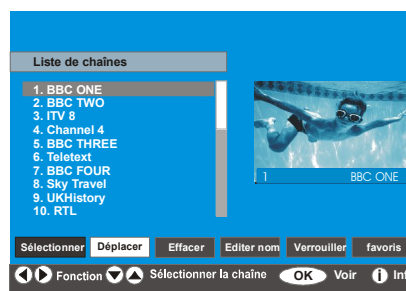 Liste de chaînes
1. BBC ONE
2. BBC TWO
3. ITV 8
4. Channel 4
5. BBC THREE
6. Teletext
7. BBC FOUR
8. Sky Travel
9. UKHistory
10. RTL
1 BBC ONE
Sélectionner Déplacer Effacer Editer nom Verrouiller favoris
Fonction Sélectionner la chaîne OK Voir i Inf